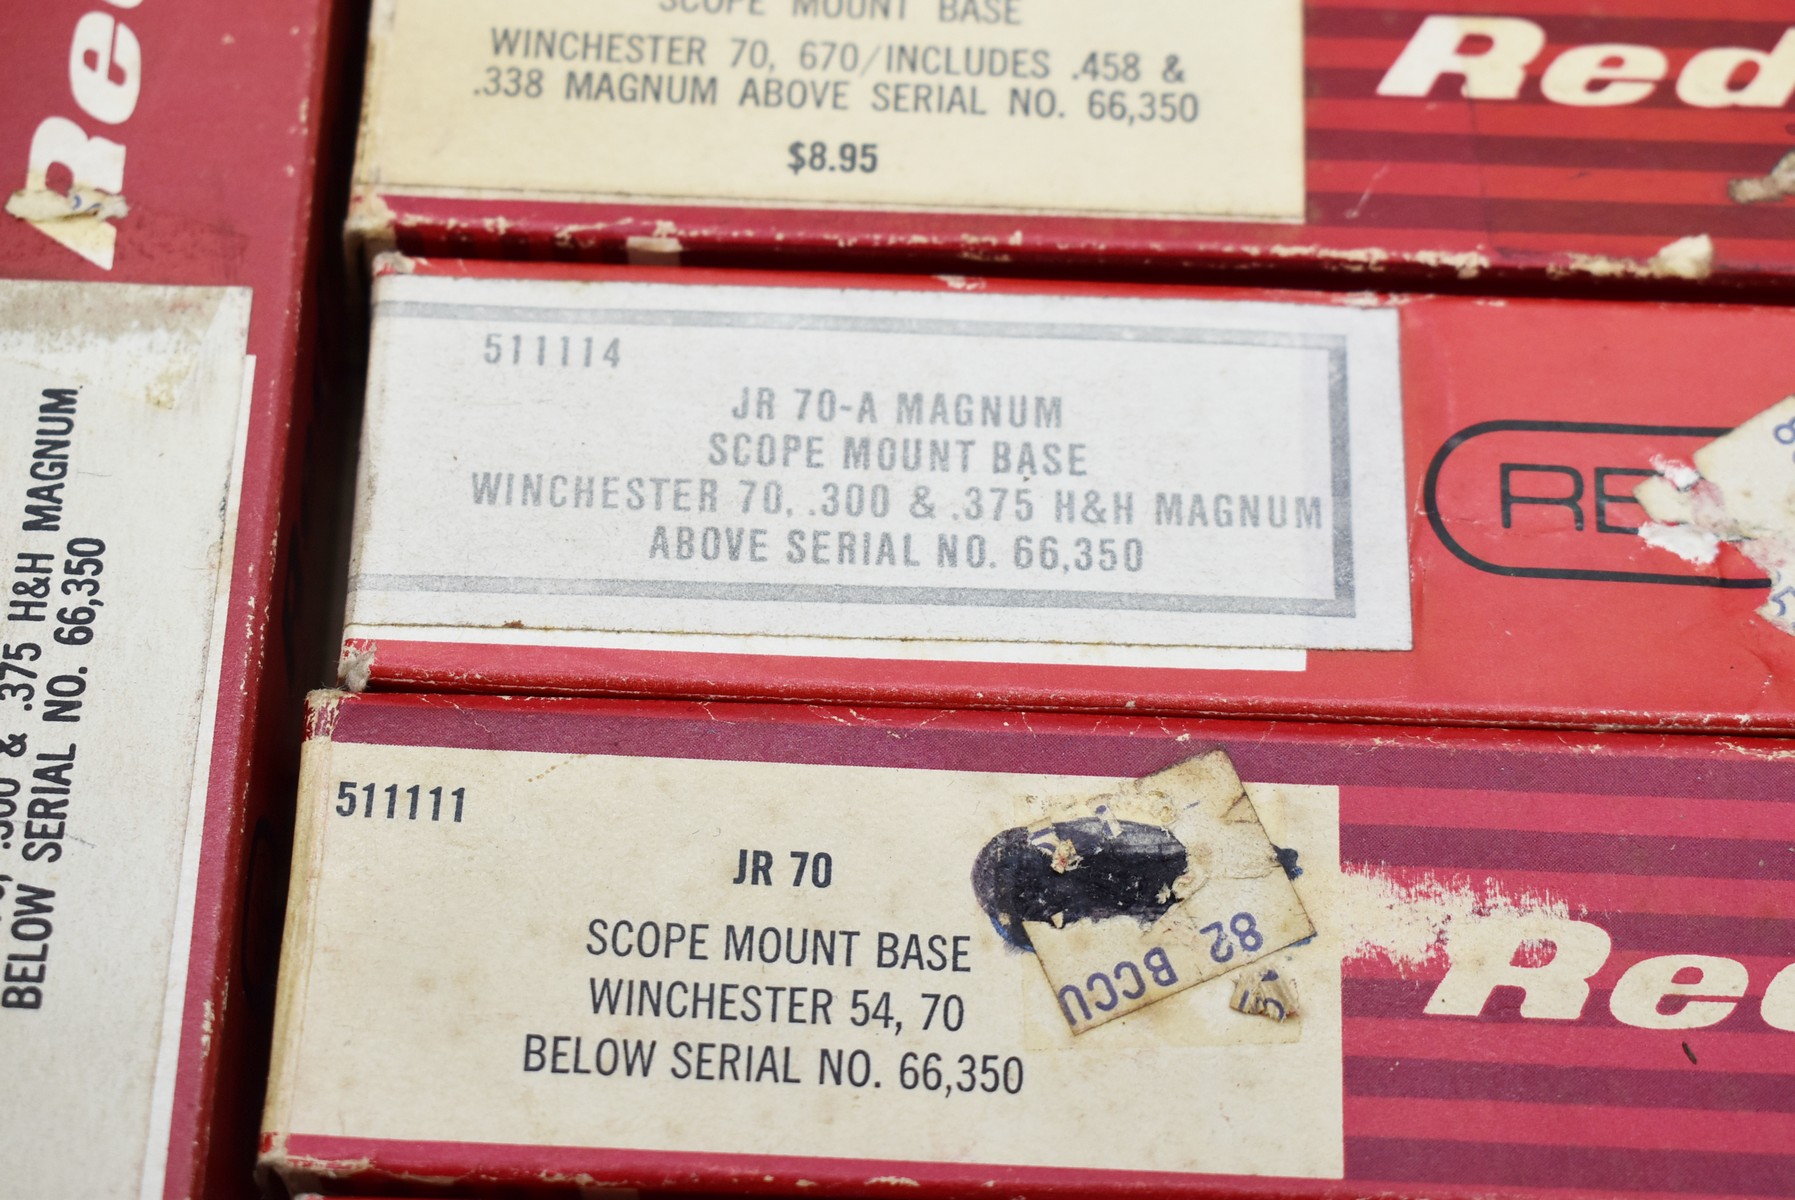 SCOPE MOUNT BASE
WINCHESTER 70, 670/INCLUDES .458 &
.338 MAGNUM ABOVE SERIAL NO. 66,350
$8.95
Red
Re
& .375 H&H MAGNUM
BELOW SERIAL NO. 66,350
511114
JR 70-A MAGNUM
SCOPE MOUNT BASE
WINCHESTER 70, .300 & .375 H&H MAGNUM
ABOVE SERIAL NO. 66,350
RE
511111
JR 70
SCOPE MOUNT BASE
WINCHESTER 54, 70
BELOW SERIAL NO. 66,350
82 BCCU
Red